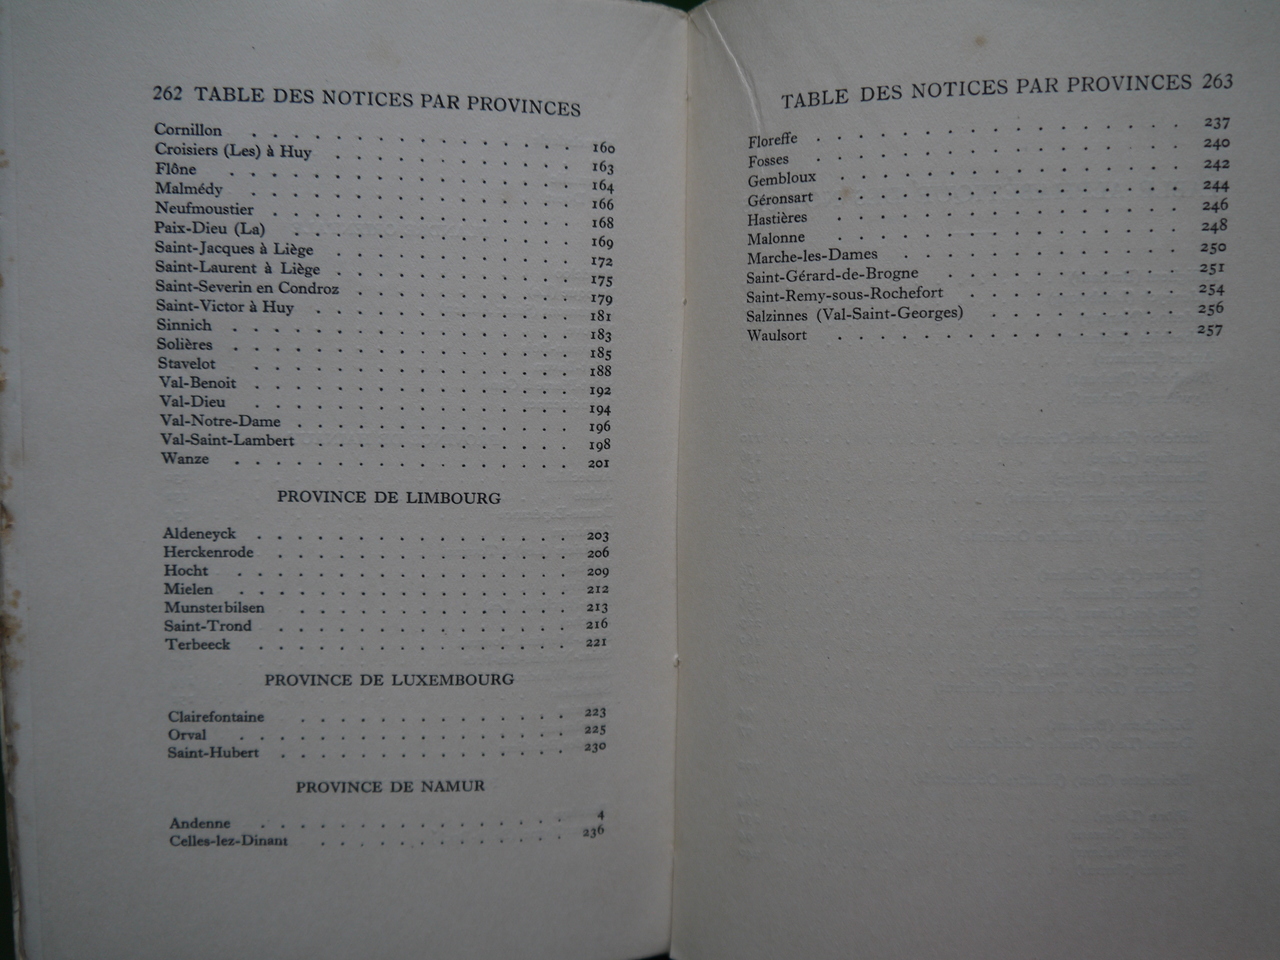 262 TABLE DES NOTICES PAR PROVINCES
Cornillon . . . . . . . . . . . . . . . . 160
Croisiers (Les) à Huy . . . . . . . . . . . . 163
Flône . . . . . . . . . . . . . . . . . 164
Malmédy . . . . . . . . . . . . . . . . 166
Neufmoustier . . . . . . . . . . . . . . . 168
Paix-Dieu (La) . . . . . . . . . . . . . . 169
Saint-Jacques à Liège . . . . . . . . . . . . 172
Saint-Laurent à Liège . . . . . . . . . . . . 175
Saint-Severin en Condroz . . . . . . . . . . . 179
Saint-Victor à Huy . . . . . . . . . . . . . 181
Sinnich . . . . . . . . . . . . . . . . . 183
Solières . . . . . . . . . . . . . . . . . 185
Stavelot . . . . . . . . . . . . . . . . 188
Val-Benoit . . . . . . . . . . . . . . . . 192
Val-Dieu . . . . . . . . . . . . . . . . 194
Val-Notre-Dame . . . . . . . . . . . . . . 196
Val-Saint-Lambert . . . . . . . . . . . . . 198
Wanze . . . . . . . . . . . . . . . . . 201
PROVINCE DE LIMBOURG
Aldeneyck . . . . . . . . . . . . . . . . 203
Herckenrode . . . . . . . . . . . . . . . 206
Hocht . . . . . . . . . . . . . . . . . 209
Mielen . . . . . . . . . . . . . . . . . 212
Munsterbilsen . . . . . . . . . . . . . . 213
Saint-Trond . . . . . . . . . . . . . . . 216
Terbeeck . . . . . . . . . . . . . . . . 221
PROVINCE DE LUXEMBOURG
Clairefontaine . . . . . . . . . . . . . . 223
Orval . . . . . . . . . . . . . . . . . 225
Saint-Hubert . . . . . . . . . . . . . . . 230
PROVINCE DE NAMUR
Andenne . . . . . . . . . . . . . . . . 4
Celles-lez-Dinant . . . . . . . . . . . . . 236
TABLE DES NOTICES PAR PROVINCES 263
Floreffe . . . . . . . . . . . . . . . . . 237
Fosses . . . . . . . . . . . . . . . . . 240
Gembloux . . . . . . . . . . . . . . . . 242
Géronsart . . . . . . . . . . . . . . . . 244
Hastières . . . . . . . . . . . . . . . . 246
Malonne . . . . . . . . . . . . . . . . 248
Marche-les-Dames . . . . . . . . . . . . . 250
Saint-Gérard-de-Brogne . . . . . . . . . . . 251
Saint-Remy-sous-Rochefort . . . . . . . . . . 254
Salzinnes (Val-Saint-Georges) . . . . . . . . . 256
Waulsort . . . . . . . . . . . . . . . . 257